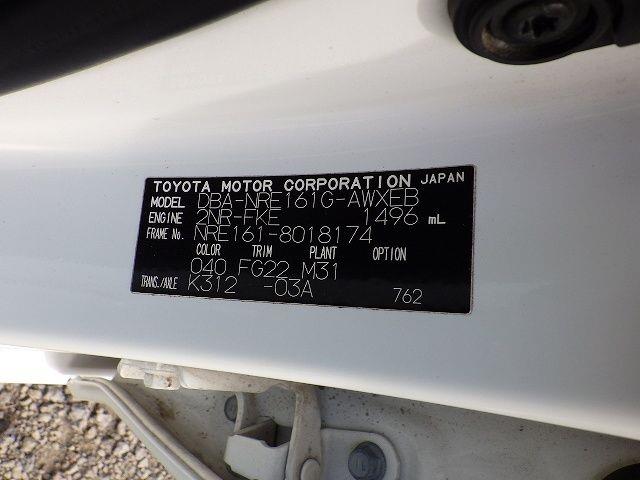 TOYOTA MOTOR CORPORATION JAPAN
MODEL DBA-NRE161G-AWXEB
ENGINE 2NR-FKE 1496 mL
FRAME No. NRE161-8018174
COLOR TRIM PLANT OPTION
040 FG22 M31
TRANS./AXLE K312 -03A 762